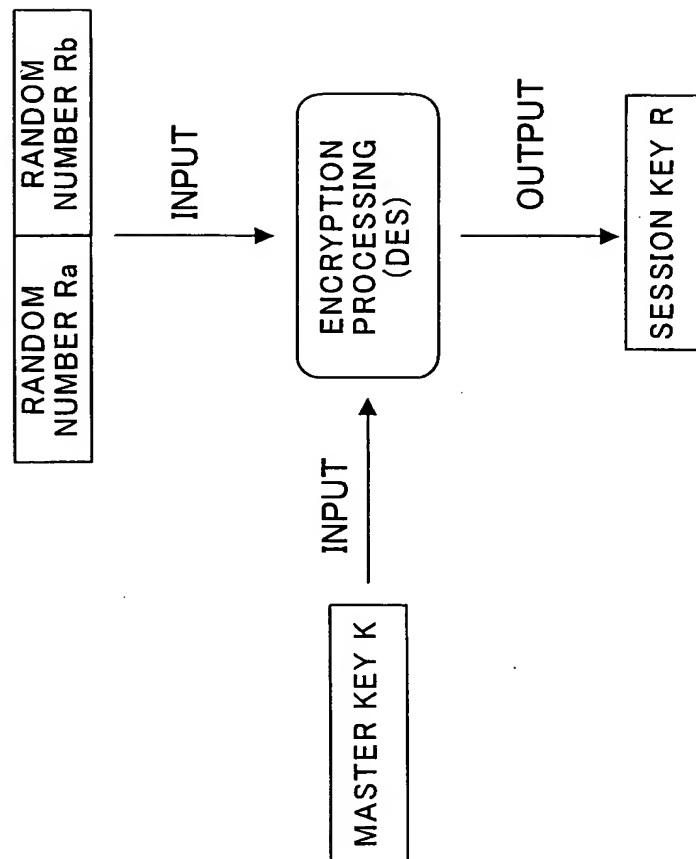 RANDOM
NUMBER Ra
RANDOM
NUMBER Rb
INPUT
MASTER KEY K
INPUT
ENCRYPTION
PROCESSING
(DES)
OUTPUT
SESSION KEY R